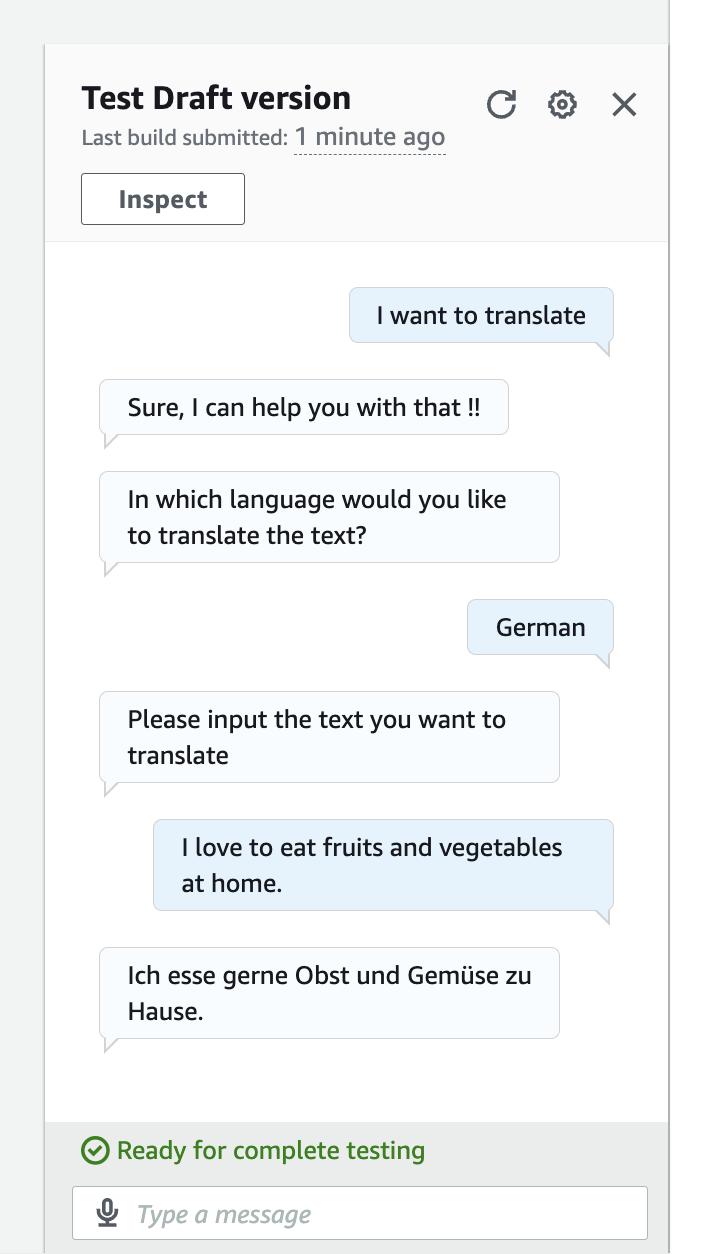 Test Draft version
Last build submitted: 1 minute ago
Inspect
I want to translate
Sure, I can help you with that !!
In which language would you like
to translate the text?
German
Please input the text you want to
translate
I love to eat fruits and vegetables
at home.
Ich esse gerne Obst und Gemüse zu
Hause.
Ready for complete testing
Type a message